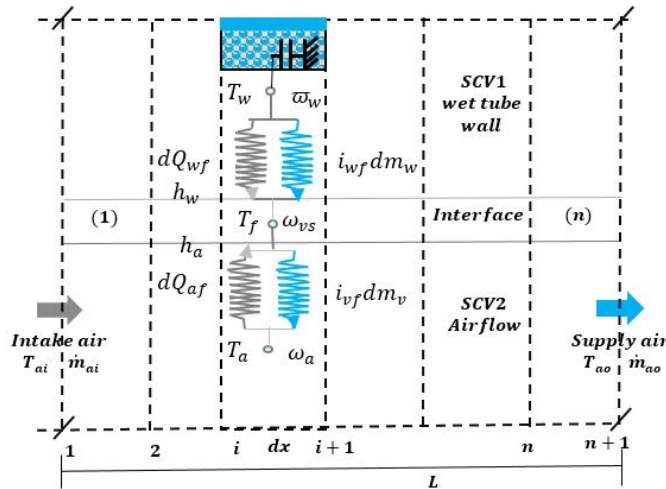 SCV1
wet tube
wall
T_w ϖ_w
dQ_wf i_wf dm_w
h_w
(1) T_f ω_vs Interface (n)
h_a
dQ_af i_vf dm_v
SCV2
Airflow
Intake air
T_ai ṁ_ai
T_a ω_a
Supply air
T_ao ṁ_ao
1 2 i dx i+1 n n+1
L